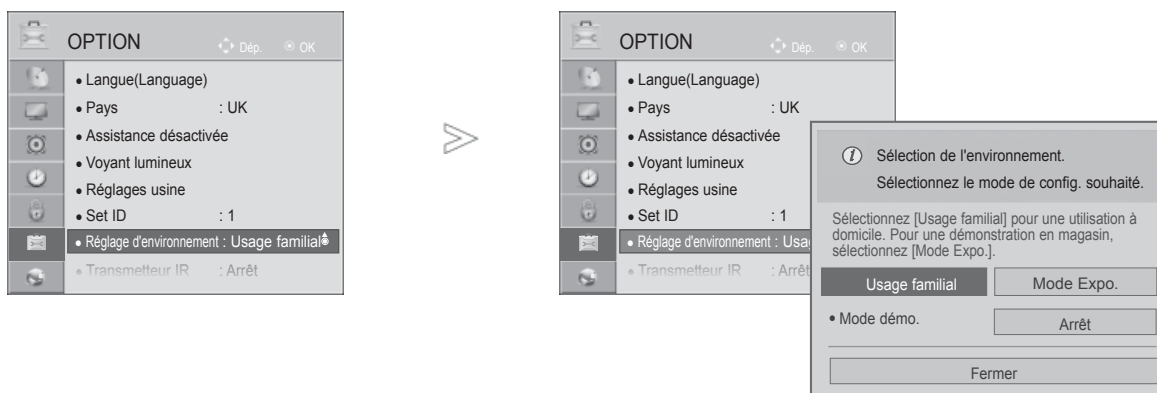 OPTION
Dép. OK
• Langue(Language)
• Pays : UK
• Assistance désactivée
• Voyant lumineux
• Réglages usine
• Set ID : 1
• Réglage d'environnement : Usage familial
• Transmetteur IR : Arrêt
OPTION
Dép. OK
• Langue(Language)
• Pays : UK
• Assistance désactivée
• Voyant lumineux
• Réglages usine
• Set ID : 1
• Réglage d'environnement : Usa
• Transmetteur IR : Arrêt
Sélection de l'environnement.
Sélectionnez le mode de config. souhaité.
Sélectionnez [Usage familial] pour une utilisation à
domicile. Pour une démonstration en magasin,
sélectionnez [Mode Expo.].
Usage familial Mode Expo.
• Mode démo. Arrêt
Fermer